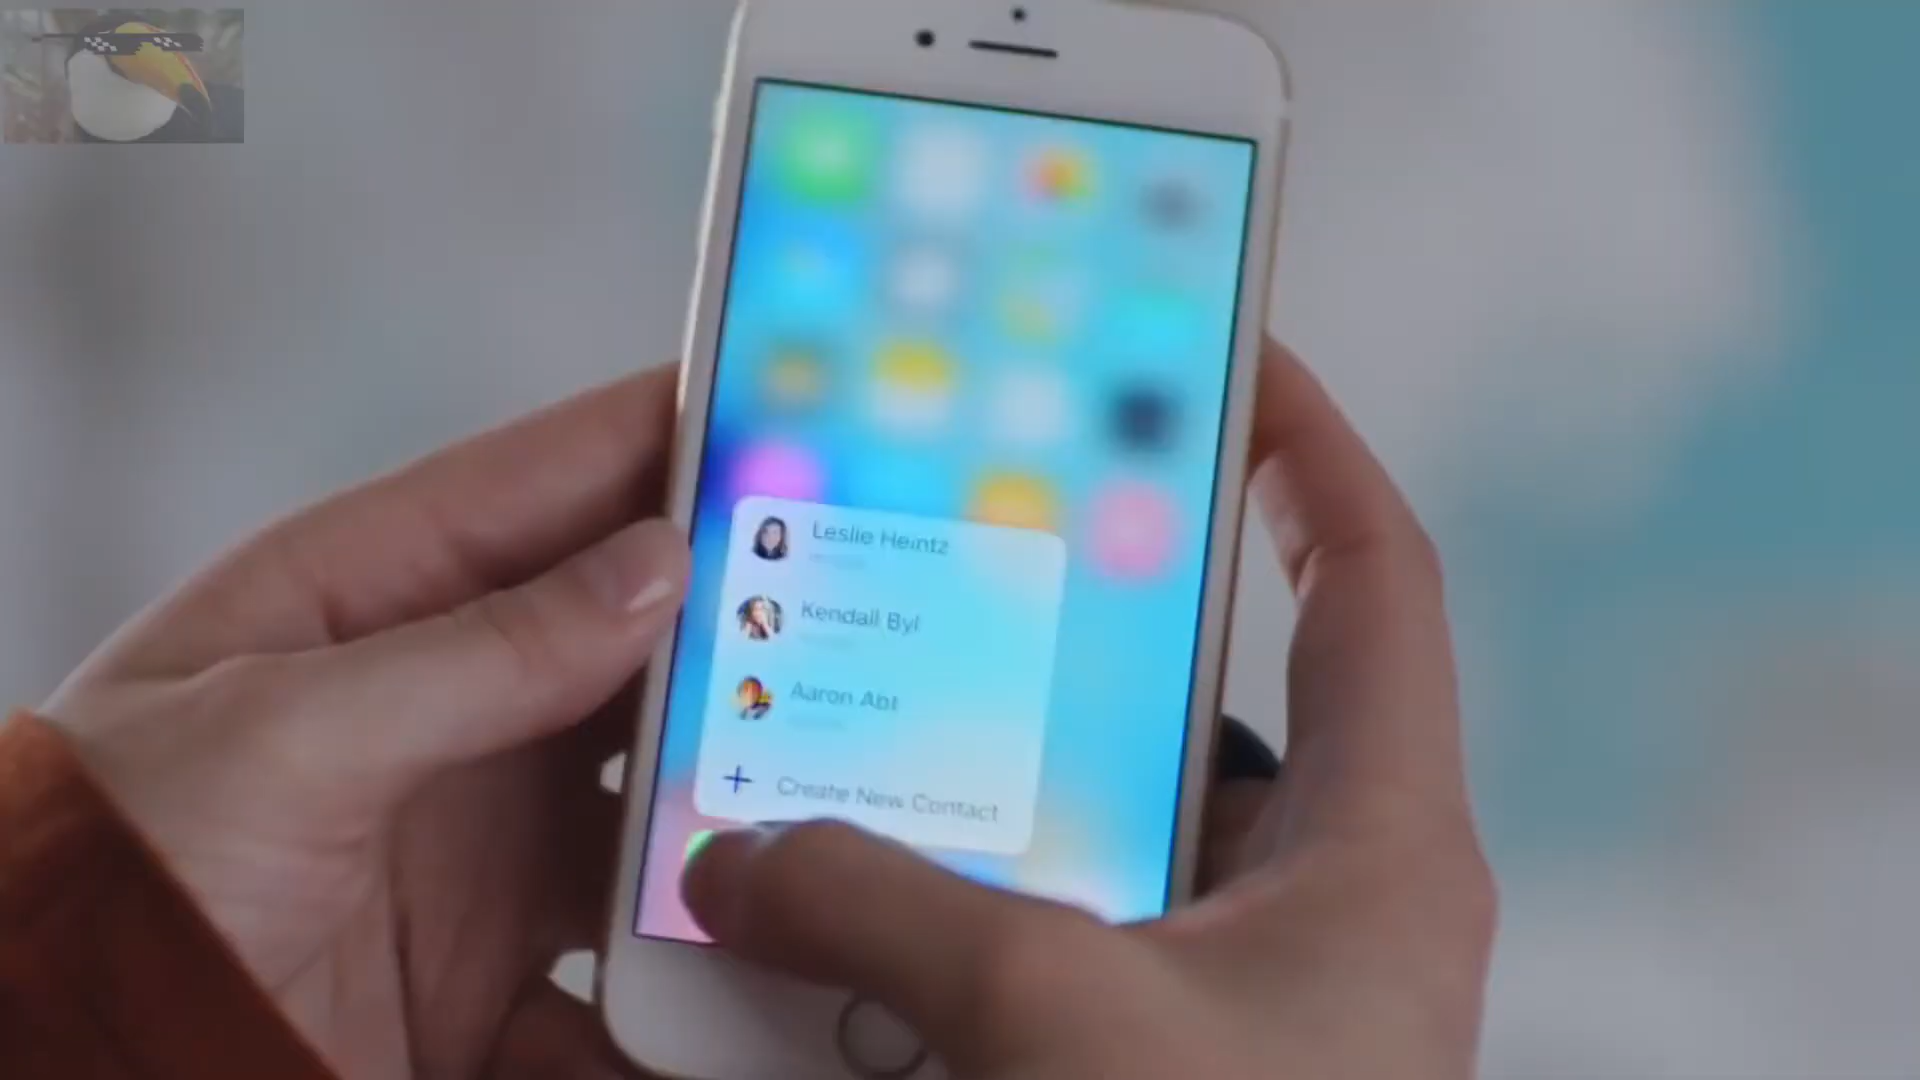 Leslie Heintz
Kendall Byl
Aaron Abt
Create New Contact